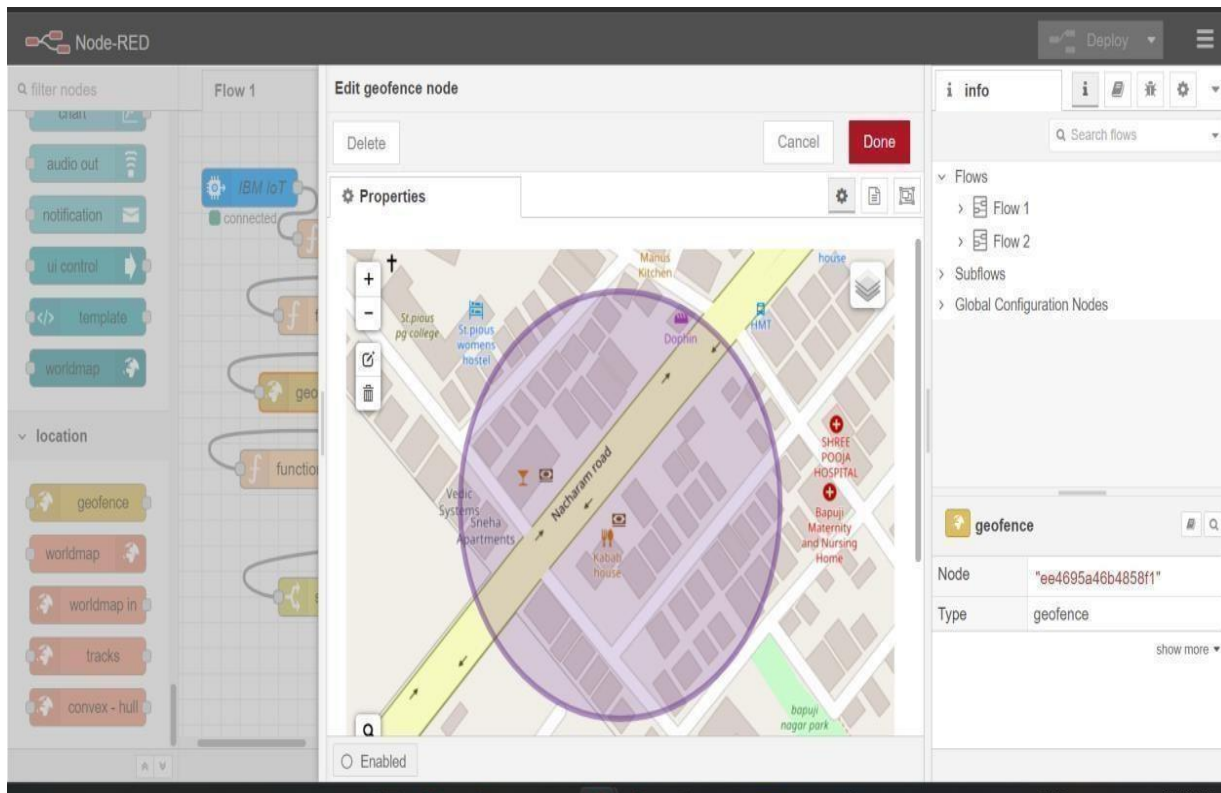 Node-RED
Deploy
filter nodes
Flow 1
Edit geofence node
info
i
Delete
Cancel
Done
Search flows
chart
audio out
notification
ui control
template
worldmap
location
geofence
worldmap
worldmap in
tracks
convex - hull
IBM IoT
connected
f
f
geo
f functio
s
Properties
Flows
Flow 1
Flow 2
Subflows
Global Configuration Nodes
+
-
Manus
Kitchen
house
St.pious
pg college
St.pious
womens
hostel
Dophin
HMT
Nacharam road
SHREE
POOJA
HOSPITAL
Vedic
Systems
Sneha
Apartments
Kabab
house
Bapuji
Maternity
and Nursing
Home
bapuji
nagar park
Enabled
geofence
Node "ee4695a46b4858f1"
Type geofence
show more